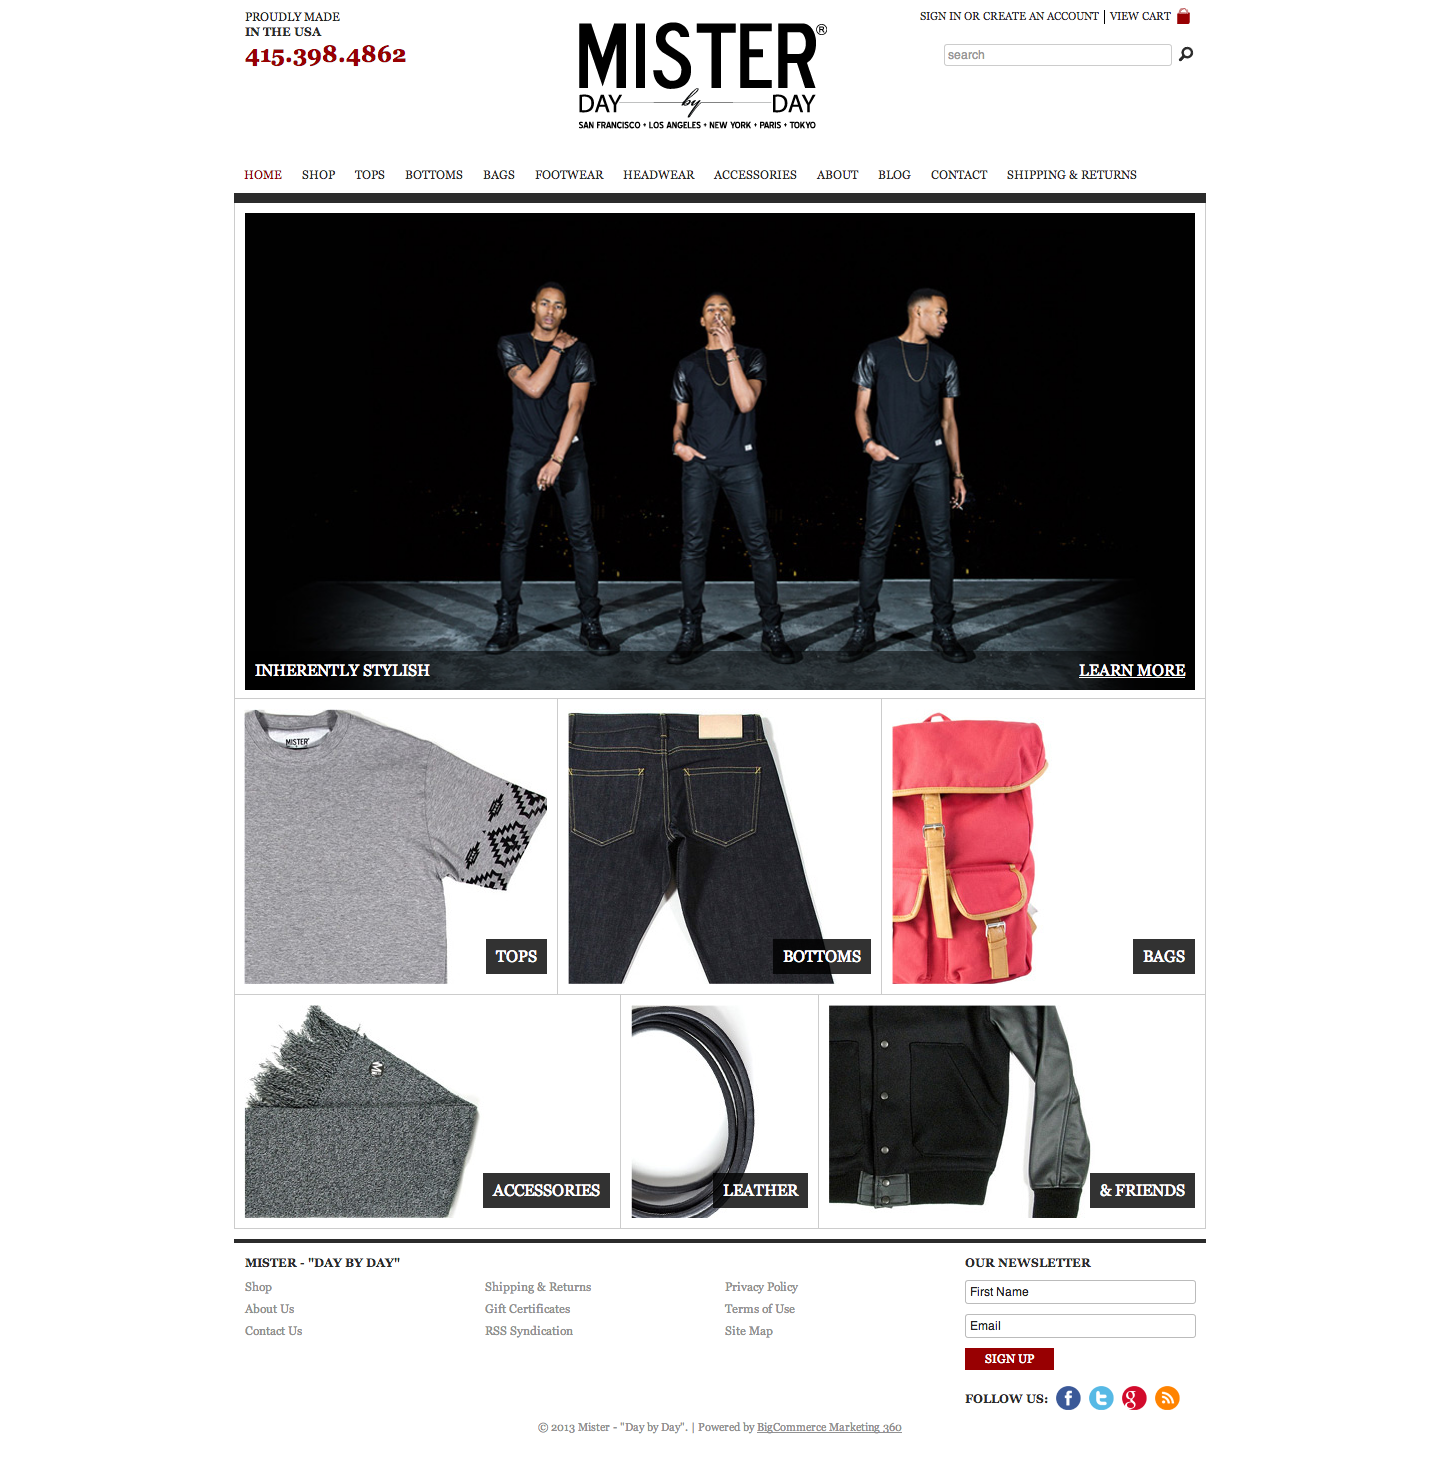 PROUDLY MADE
IN THE USA
415.398.4862
MISTER®
DAY by DAY
SAN FRANCISCO + LOS ANGELES + NEW YORK + PARIS + TOKYO
SIGN IN OR CREATE AN ACCOUNT | VIEW CART
search
HOME SHOP TOPS BOTTOMS BAGS FOOTWEAR HEADWEAR ACCESSORIES ABOUT BLOG CONTACT SHIPPING & RETURNS
INHERENTLY STYLISH LEARN MORE
MISTER
TOPS
BOTTOMS
BAGS
M
ACCESSORIES
LEATHER
& FRIENDS
MISTER - "DAY BY DAY"
Shop
About Us
Contact Us
Shipping & Returns
Gift Certificates
RSS Syndication
Privacy Policy
Terms of Use
Site Map
OUR NEWSLETTER
First Name
Email
SIGN UP
FOLLOW US:
© 2013 Mister - "Day by Day". | Powered by BigCommerce Marketing 360